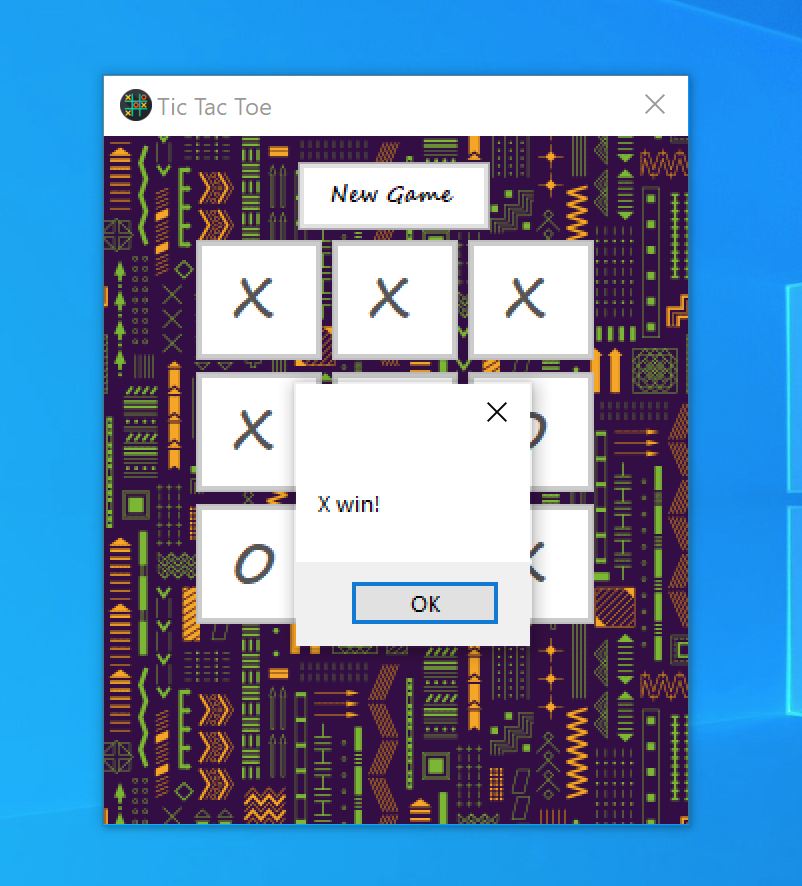 Tic Tac Toe
New Game
X X X
X O
X win!
O X
OK